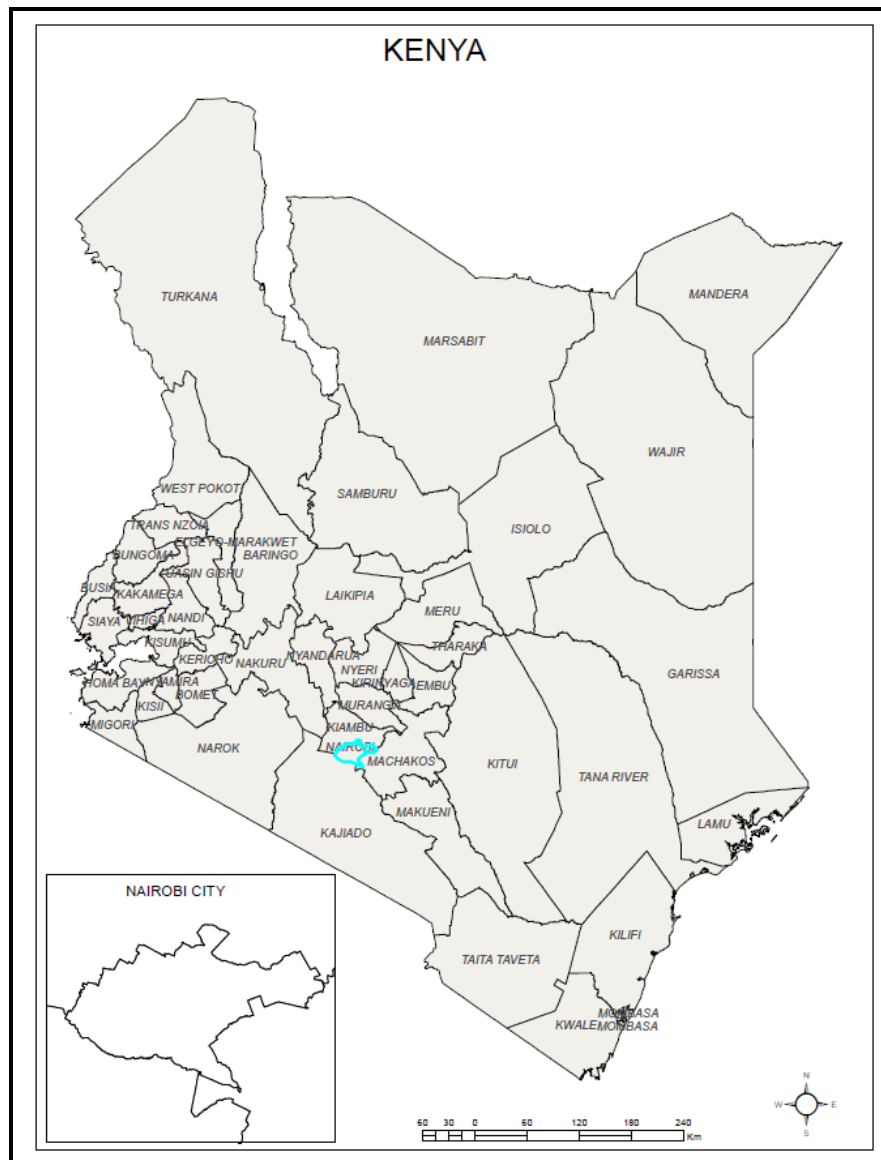 KENYA
TURKANA
MANDERA
MARSABIT
WAJIR
WEST POKOT
SAMBURU
TRANS NZOIA
ISIOLO
ELGEYO-MARAKWET
BUNGOMA
BARINGO
UASIN GISHU
BUSIA
KAKAMEGA
LAIKIPIA
MERU
SIAYA
VIHIGA
NANDI
KISUMU
THARAKA
KERICHO
NAKURU
NYANDARUA
NYERI
GARISSA
HOMA BAY
NYAMIRA
KIRINYAGA
EMBU
BOMET
KISII
MURANGA
MIGORI
KIAMBU
NAROK
NAIROBI
MACHAKOS
KITUI
TANA RIVER
MAKUENI
LAMU
KAJIADO
NAIROBI CITY
KILIFI
TAITA TAVETA
MOMBASA
KWALE
MOMBASA
N
W
E
S
60 30 0 60 120 180 240
Km